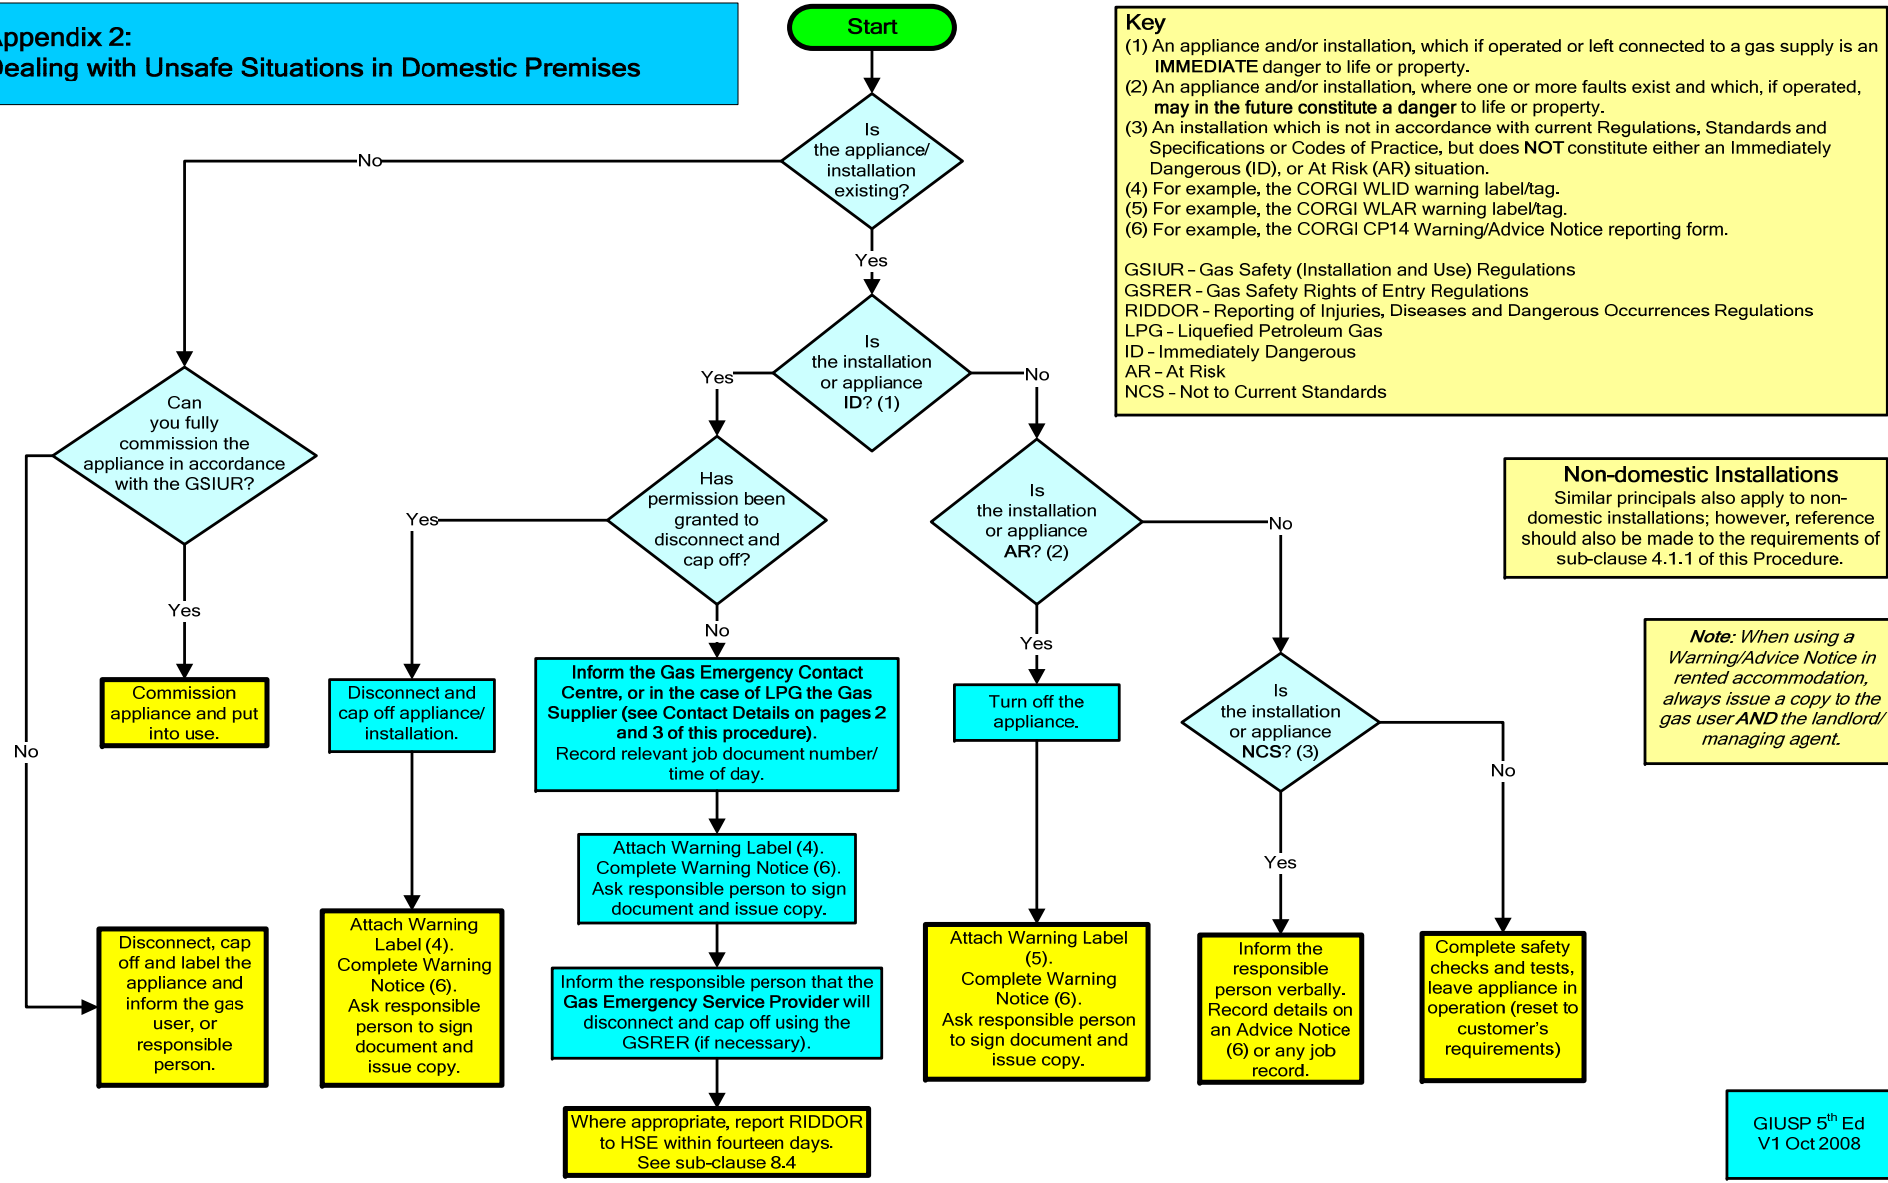 Appendix 2:
Dealing with Unsafe Situations in Domestic Premises
Start
Key
(1) An appliance and/or installation, which if operated or left connected to a gas supply is an
IMMEDIATE danger to life or property.
(2) An appliance and/or installation, where one or more faults exist and which, if operated,
may in the future constitute a danger to life or property.
(3) An installation which is not in accordance with current Regulations, Standards and
Specifications or Codes of Practice, but does NOT constitute either an Immediately
Dangerous (ID), or At Risk (AR) situation.
(4) For example, the CORGI WLID warning label/tag.
(5) For example, the CORGI WLAR warning label/tag.
(6) For example, the CORGI CP14 Warning/Advice Notice reporting form.
GSIUR – Gas Safety (Installation and Use) Regulations
GSRER – Gas Safety Rights of Entry Regulations
RIDDOR – Reporting of Injuries, Diseases and Dangerous Occurrences Regulations
LPG – Liquefied Petroleum Gas
ID – Immediately Dangerous
AR – At Risk
NCS – Not to Current Standards
Is
the appliance/
installation
existing?
No
Yes
Is
the installation
or appliance
ID? (1)
Yes
No
Can
you fully
commission the
appliance in accordance
with the GSIUR?
Yes
No
Has
permission been
granted to
disconnect and
cap off?
Yes
No
Is
the installation
or appliance
AR? (2)
No
Yes
Non-domestic Installations
Similar principals also apply to non-
domestic installations; however, reference
should also be made to the requirements of
sub-clause 4.1.1 of this Procedure.
Note: When using a
Warning/Advice Notice in
rented accommodation,
always issue a copy to the
gas user AND the landlord/
managing agent.
Commission
appliance and put
into use.
Disconnect and
cap off appliance/
installation.
Inform the Gas Emergency Contact
Centre, or in the case of LPG the Gas
Supplier (see Contact Details on pages 2
and 3 of this procedure).
Record relevant job document number/
time of day.
Turn off the
appliance.
Is
the installation
or appliance
NCS? (3)
No
Yes
Attach Warning Label (4).
Complete Warning Notice (6).
Ask responsible person to sign
document and issue copy.
Disconnect, cap
off and label the
appliance and
inform the gas
user, or
responsible
person.
Attach Warning
Label (4).
Complete Warning
Notice (6).
Ask responsible
person to sign
document and
issue copy.
Inform the responsible person that the
Gas Emergency Service Provider will
disconnect and cap off using the
GSRER (if necessary).
Attach Warning Label
(5).
Complete Warning
Notice (6).
Ask responsible person
to sign document and
issue copy.
Inform the
responsible
person verbally.
Record details on
an Advice Notice
(6) or any job
record.
Complete safety
checks and tests,
leave appliance in
operation (reset to
customer's
requirements)
Where appropriate, report RIDDOR
to HSE within fourteen days.
See sub-clause 8.4
GIUSP 5th Ed
V1 Oct 2008